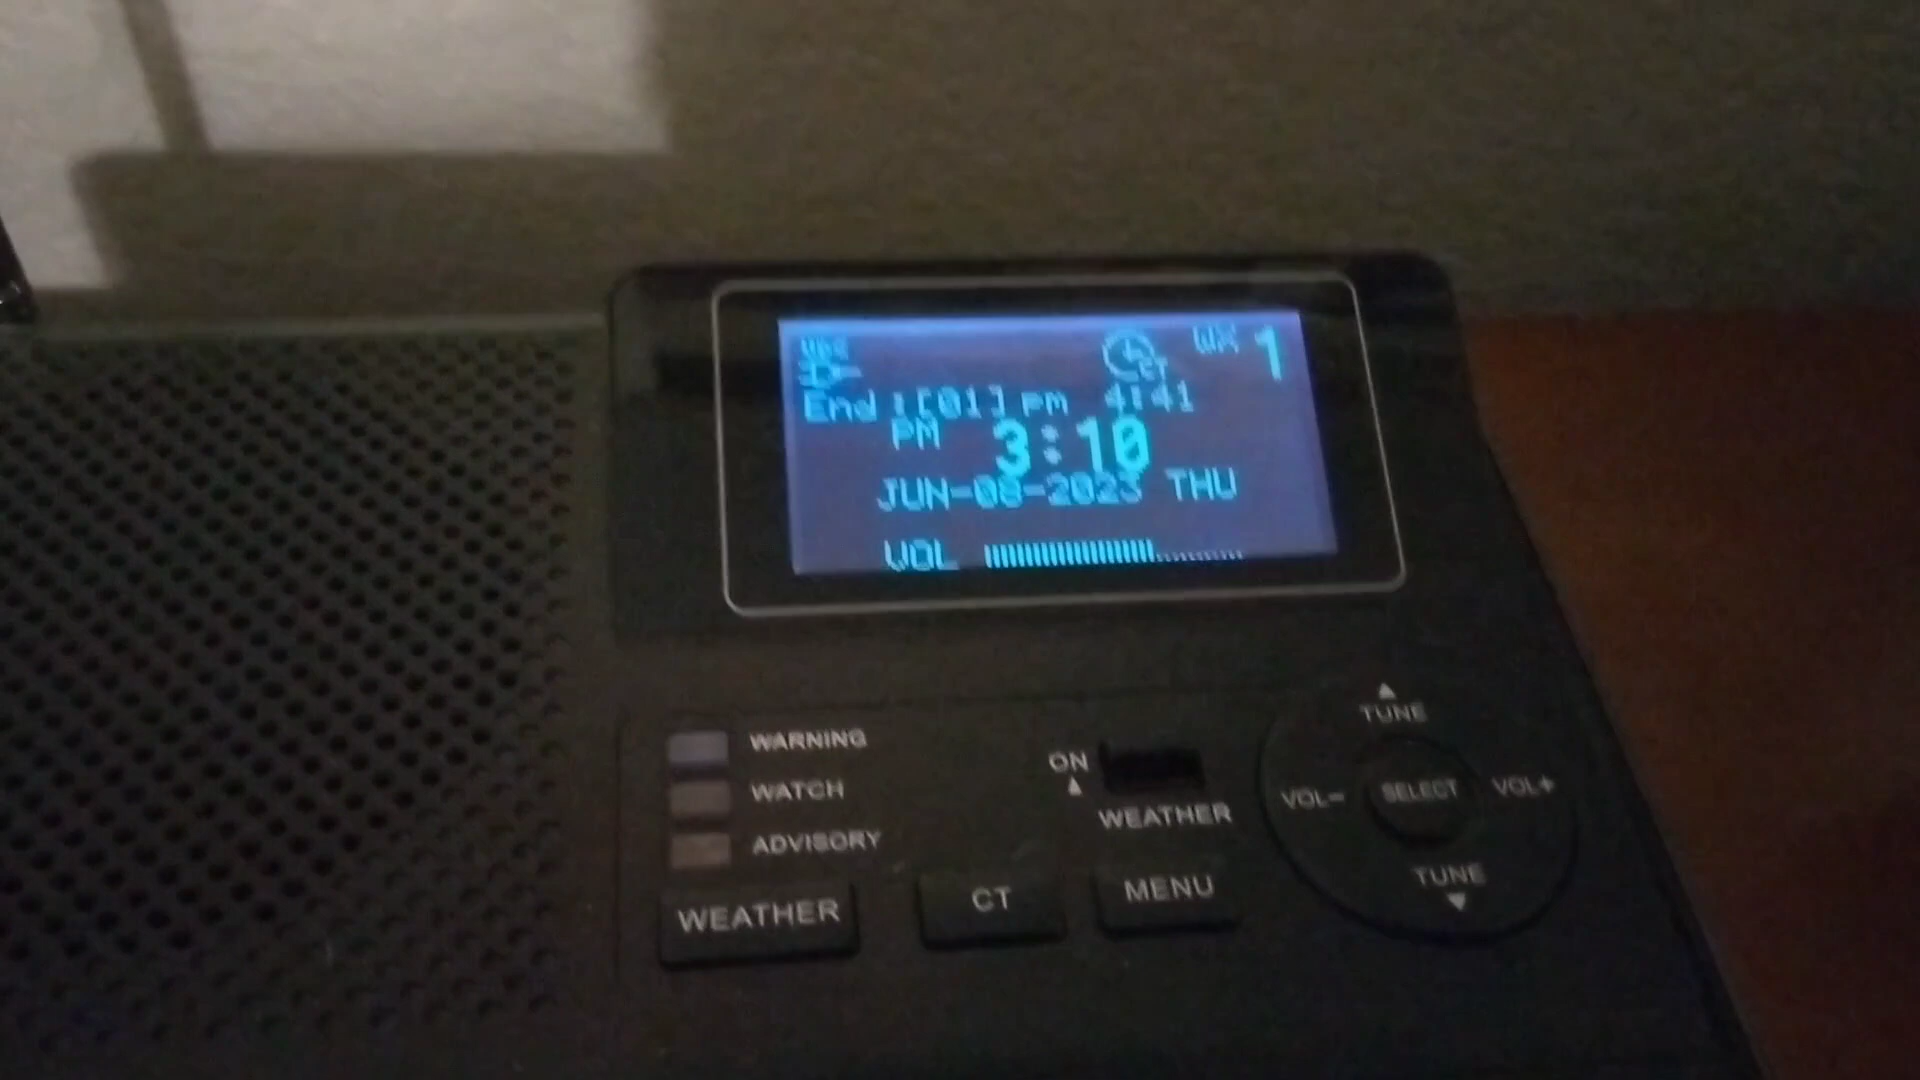 1
End :[01] pm 4:41
PM 3:10
JUN-08-2023 THU
VOL
WARNING
WATCH
ADVISORY
ON
WEATHER
TUNE
VOL-
SELECT
VOL+
TUNE
WEATHER
CT
MENU